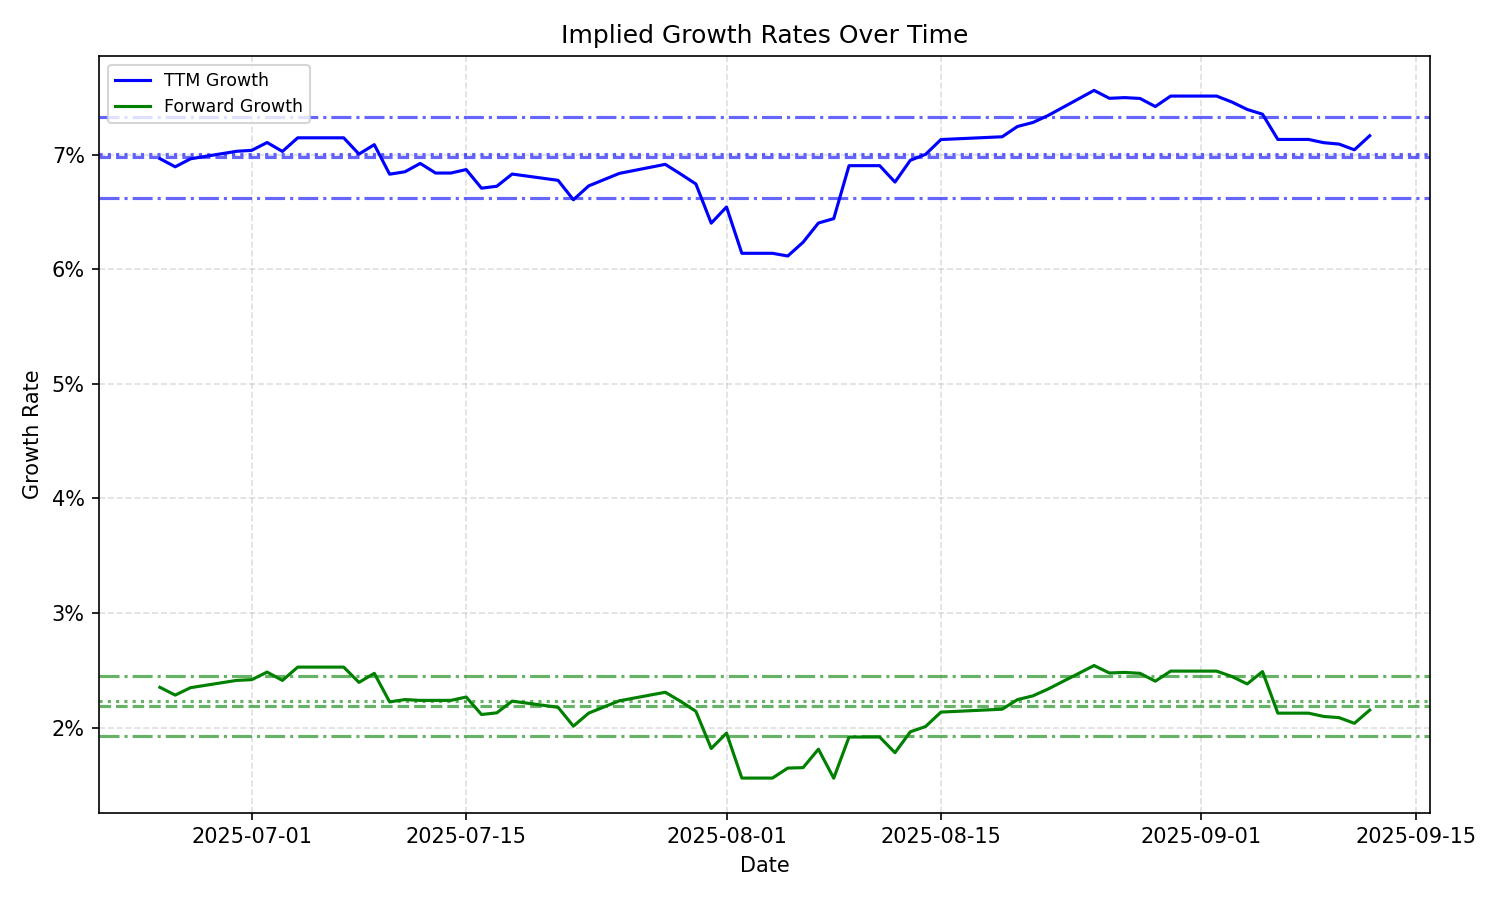 Implied Growth Rates Over Time
TTM Growth
Forward Growth
7%
6%
5%
4%
3%
2%
Growth Rate
2025-07-01
2025-07-15
2025-08-01
2025-08-15
2025-09-01
2025-09-15
Date